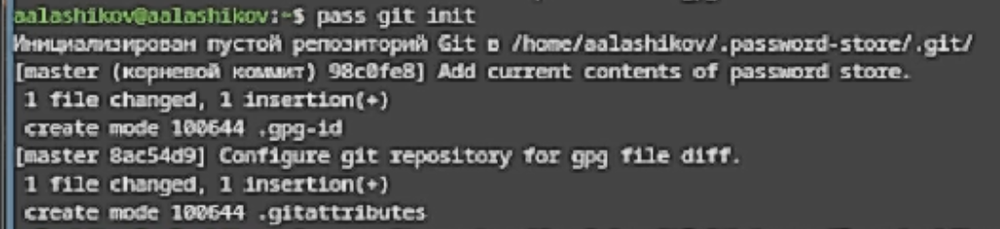 aalashikov@aalashikov:~$ pass git init
Инициализирован пустой репозиторий Git в /home/aalashikov/.password-store/.git/
[master (корневой коммит) 98c0fe8] Add current contents of password store.
1 file changed, 1 insertion(+)
create mode 100644 .gpg-id
[master 8ac54d9] Configure git repository for gpg file diff.
1 file changed, 1 insertion(+)
create mode 100644 .gitattributes